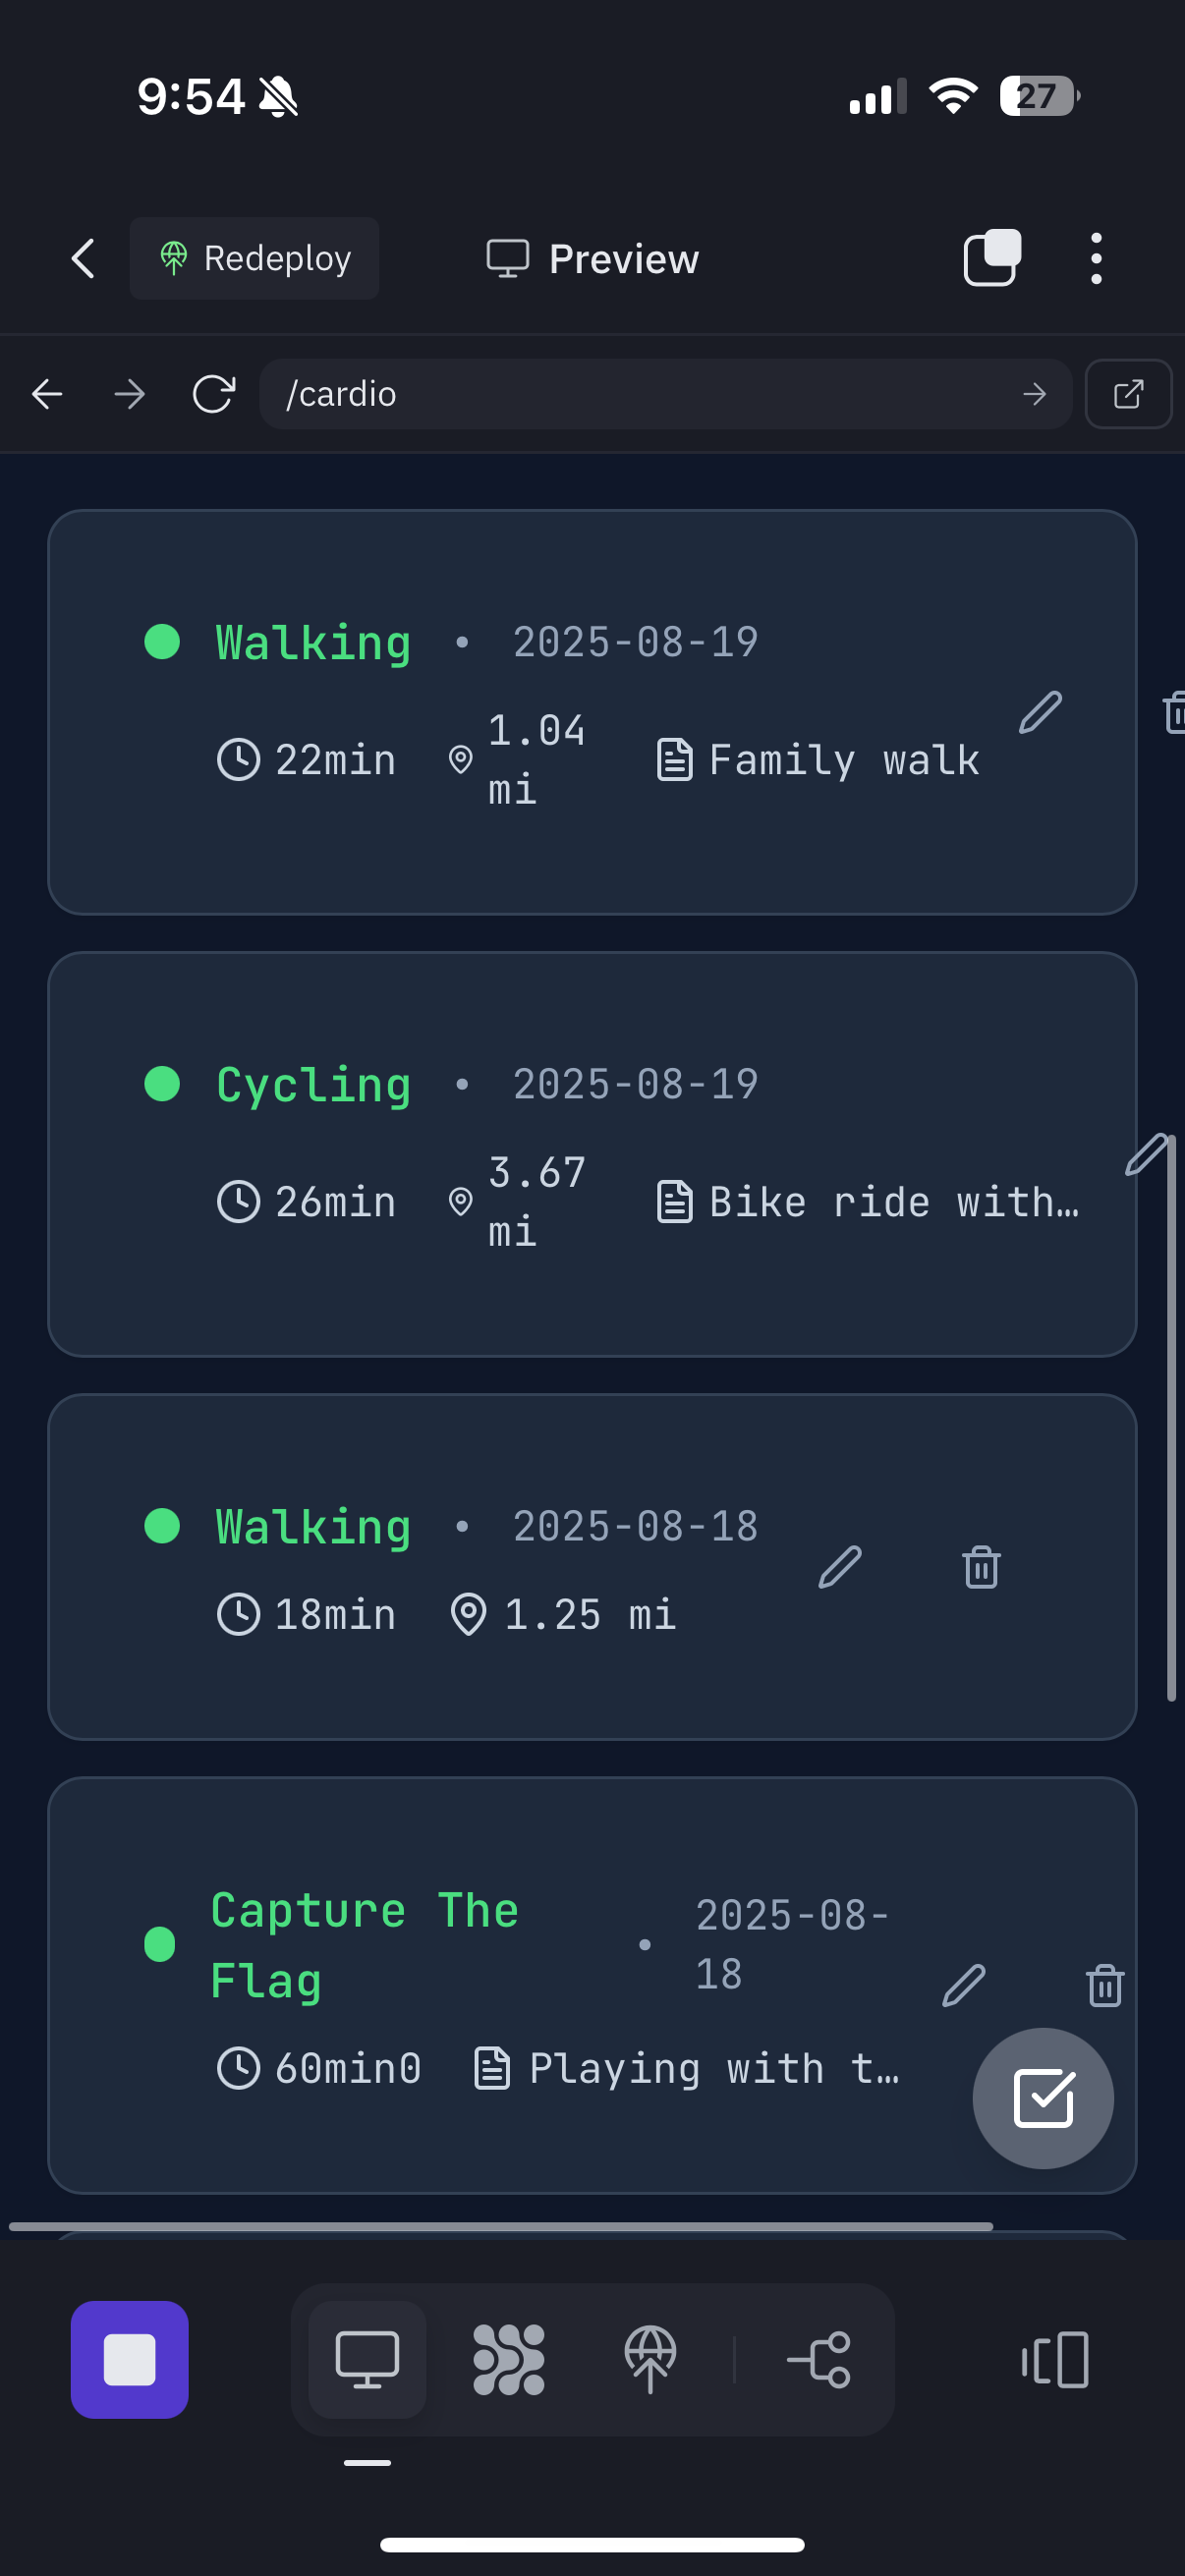 9:54
27
Redeploy
Preview
/cardio
Walking • 2025-08-19
22min
1.04
mi
Family walk
Cycling • 2025-08-19
26min
3.67
mi
Bike ride with…
Walking • 2025-08-18
18min
1.25 mi
Capture The
Flag
•
2025-08-
18
60min0
Playing with t…